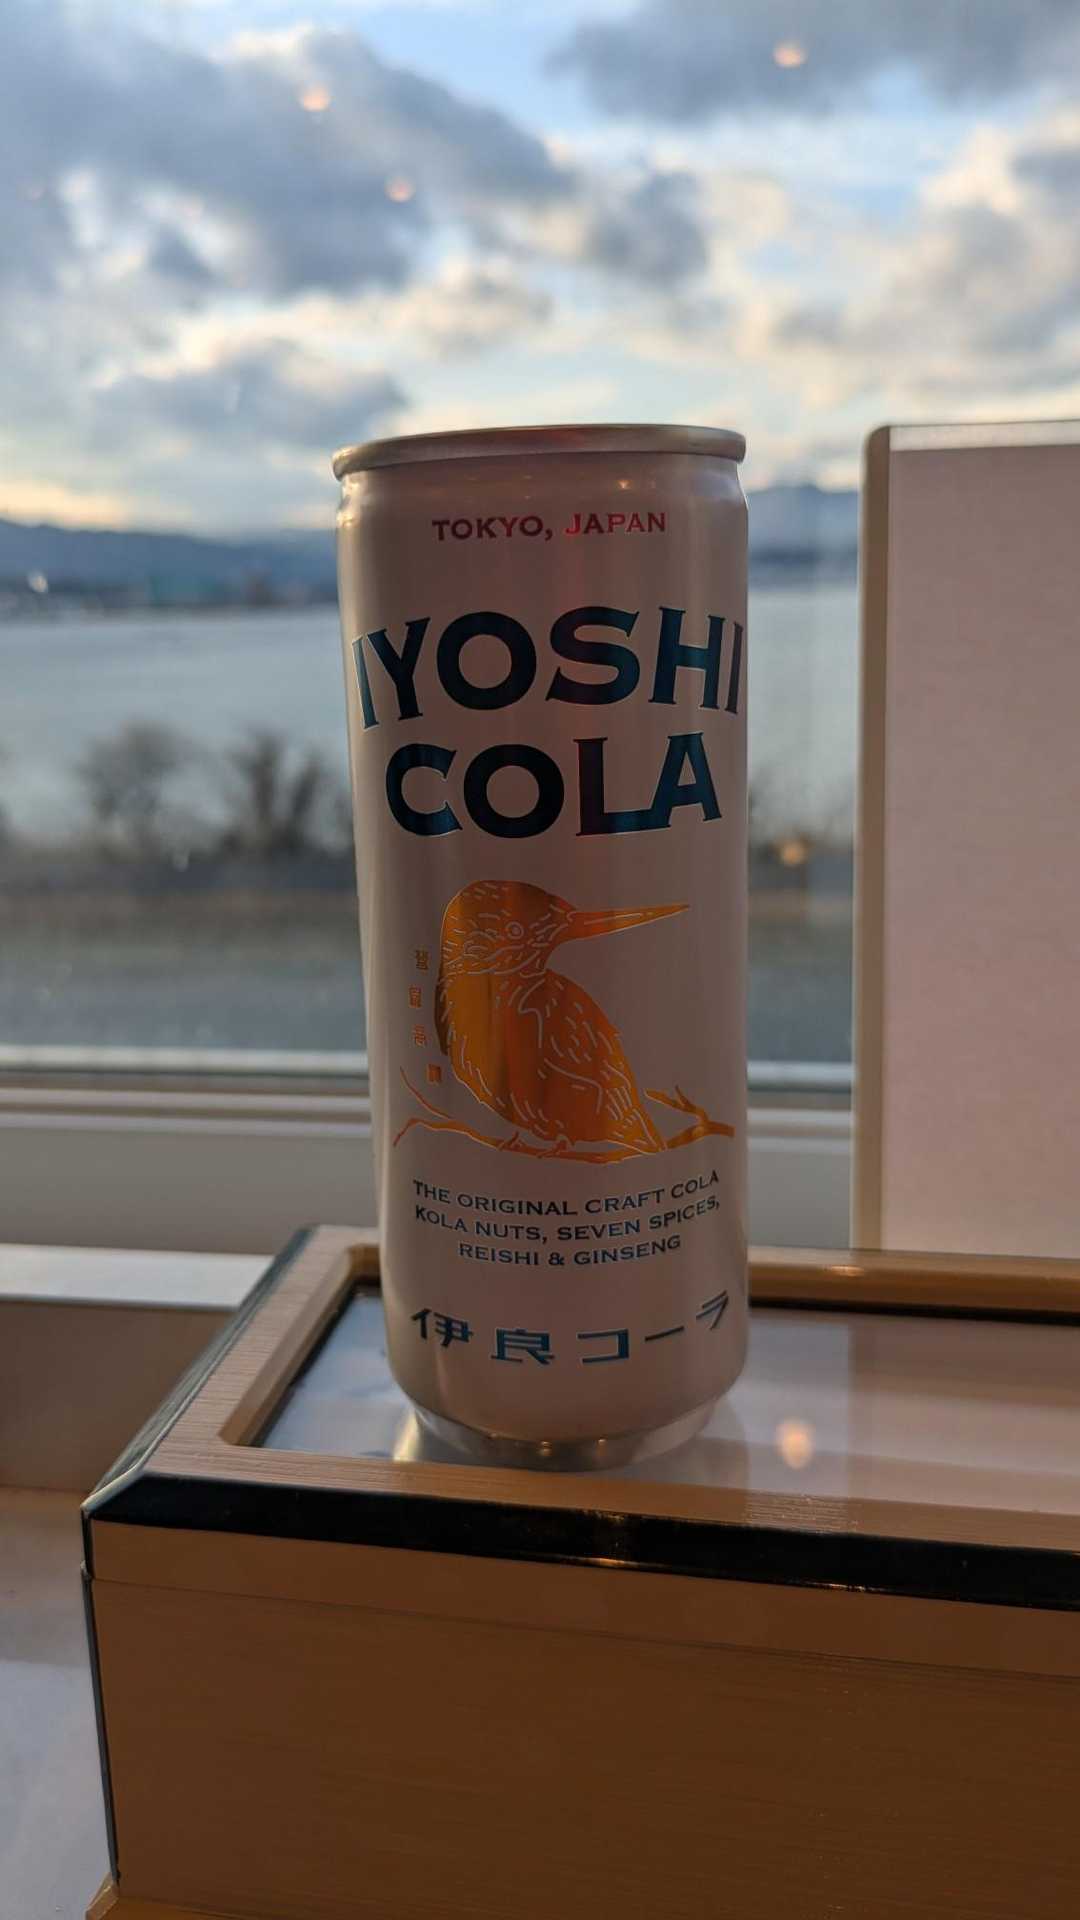 TOKYO, JAPAN
IYOSHI
COLA
THE ORIGINAL CRAFT COLA
KOLA NUTS, SEVEN SPICES,
REISHI & GINSENG
伊良コーラ